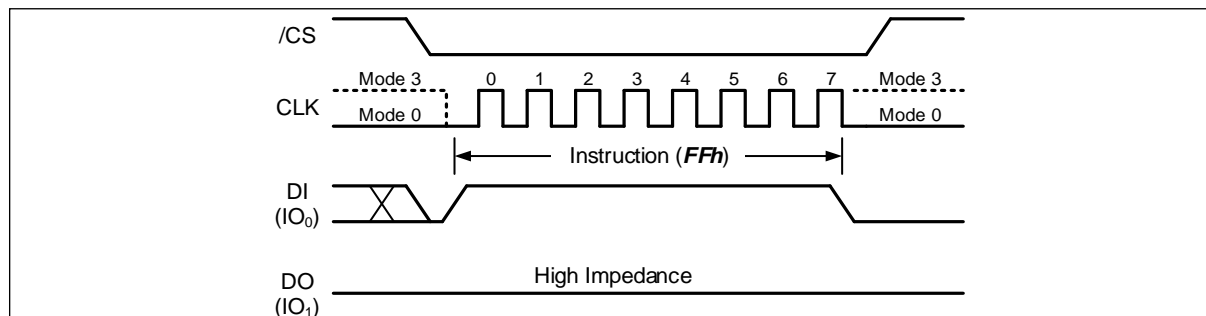 /CS
Mode 3 0 1 2 3 4 5 6 7 Mode 3
CLK
Mode 0 Mode 0
Instruction (FFh)
DI
(IO₀)
High Impedance
DO
(IO₁)